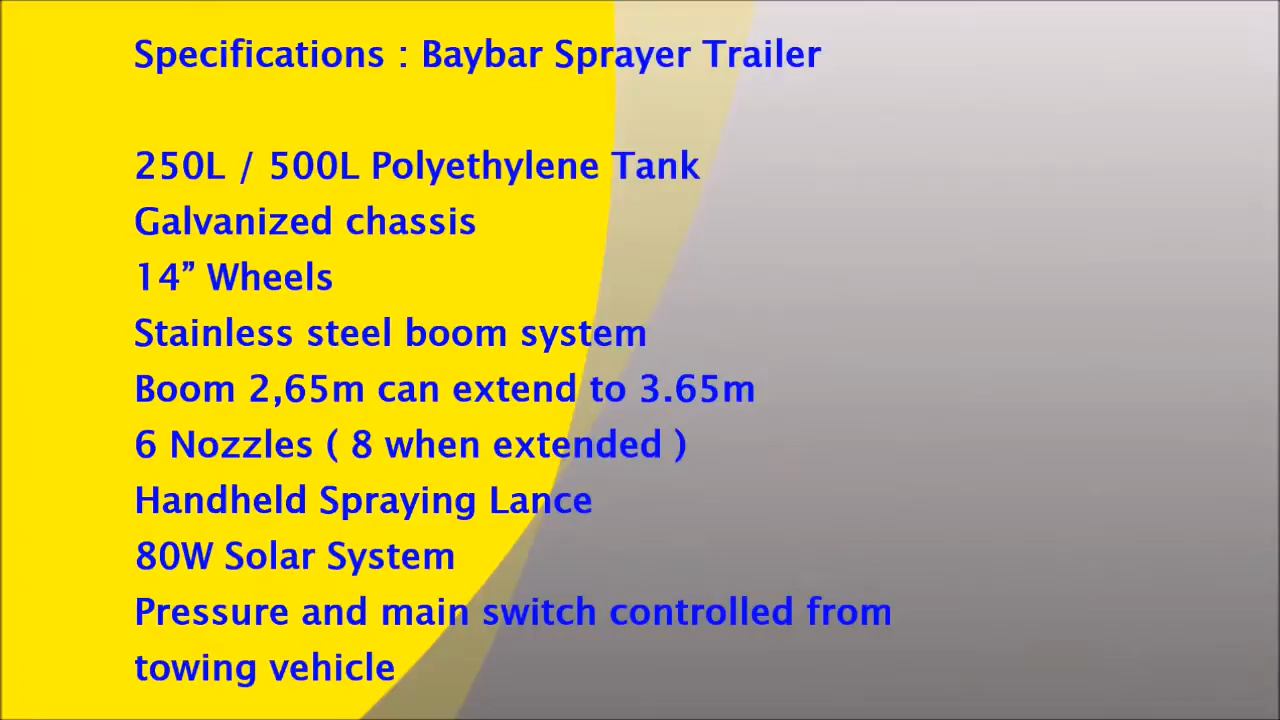 Specifications : Baybar Sprayer Trailer
250L / 500L Polyethylene Tank
Galvanized chassis
14” Wheels
Stainless steel boom system
Boom 2,65m can extend to 3.65m
6 Nozzles ( 8 when extended )
Handheld Spraying Lance
80W Solar System
Pressure and main switch controlled from
towing vehicle